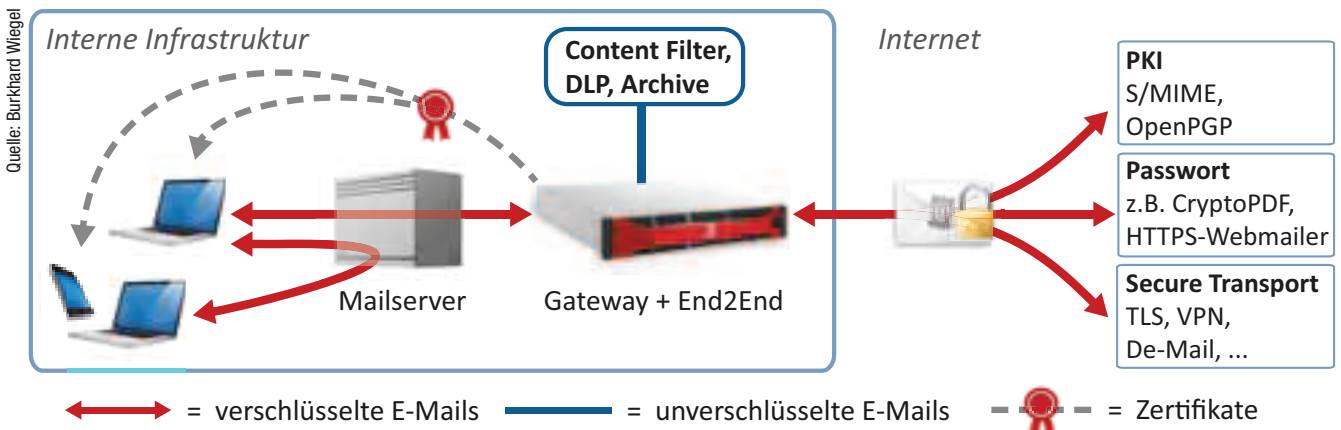 Quelle: Burkhard Wiegel
Interne Infrastruktur
Content Filter,
DLP, Archive
Mailserver
Gateway + End2End
Internet
PKI
S/MIME,
OpenPGP
Passwort
z.B. CryptoPDF,
HTTPS-Webmailer
Secure Transport
TLS, VPN,
De-Mail, ...
= verschlüsselte E-Mails
= unverschlüsselte E-Mails
= Zertifikate